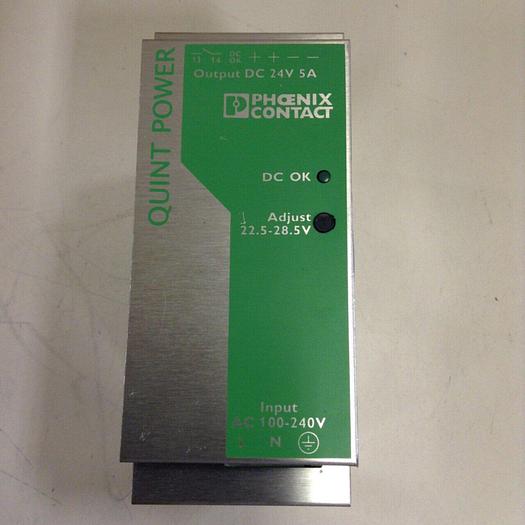 13 14 DC OK + + − −
Output DC 24V 5A
QUINT POWER
PHŒNIX
CONTACT
DC OK
Adjust
22.5-28.5V
Input
AC 100-240V
L N